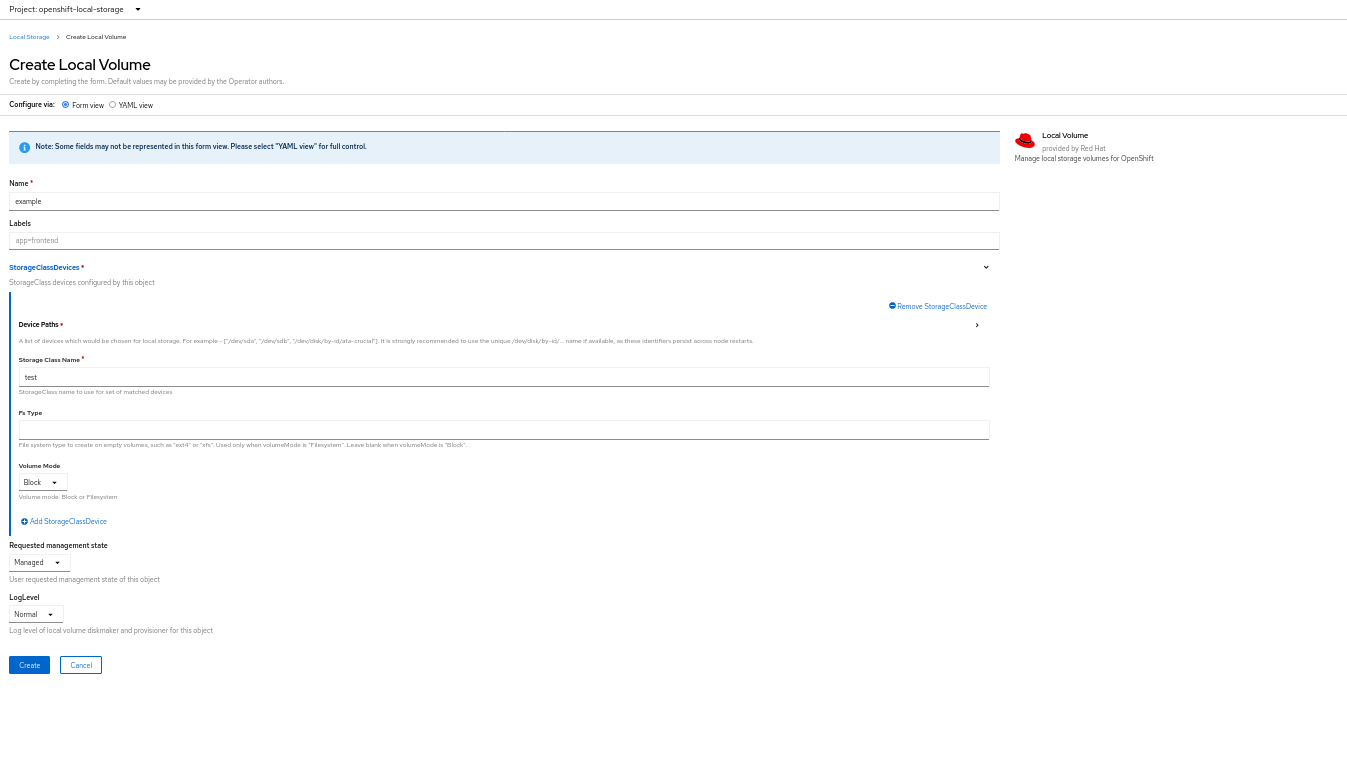 Project: openshift-local-storage
Local Storage > Create Local Volume
Create Local Volume
Create by completing the form. Default values may be provided by the Operator authors.
Configure via: Form view YAML view
Note: Some fields may not be represented in this form view. Please select "YAML view" for full control.
Local Volume
provided by Red Hat
Manage local storage volumes for OpenShift
Name *
example
Labels
app=frontend
StorageClassDevices *
StorageClass devices configured by this object
Remove StorageClassDevice
Device Paths *
A list of devices which would be chosen for local storage. For example - ["/dev/sda", "/dev/sdb", "/dev/disk/by-id/ata-crucial"]. It is strongly recommended to use the unique /dev/disk/by-id/... name if available, as these identifiers persist across node restarts.
Storage Class Name *
test
StorageClass name to use for set of matched devices
Fs Type
File system type to create on empty volumes, such as "ext4" or "xfs". Used only when volumeMode is "Filesystem". Leave blank when volumeMode is "Block".
Volume Mode
Block
Volume mode. Block or Filesystem
Add StorageClassDevice
Requested management state
Managed
User requested management state of this object
LogLevel
Normal
Log level of local volume diskmaker and provisioner for this object
Create Cancel